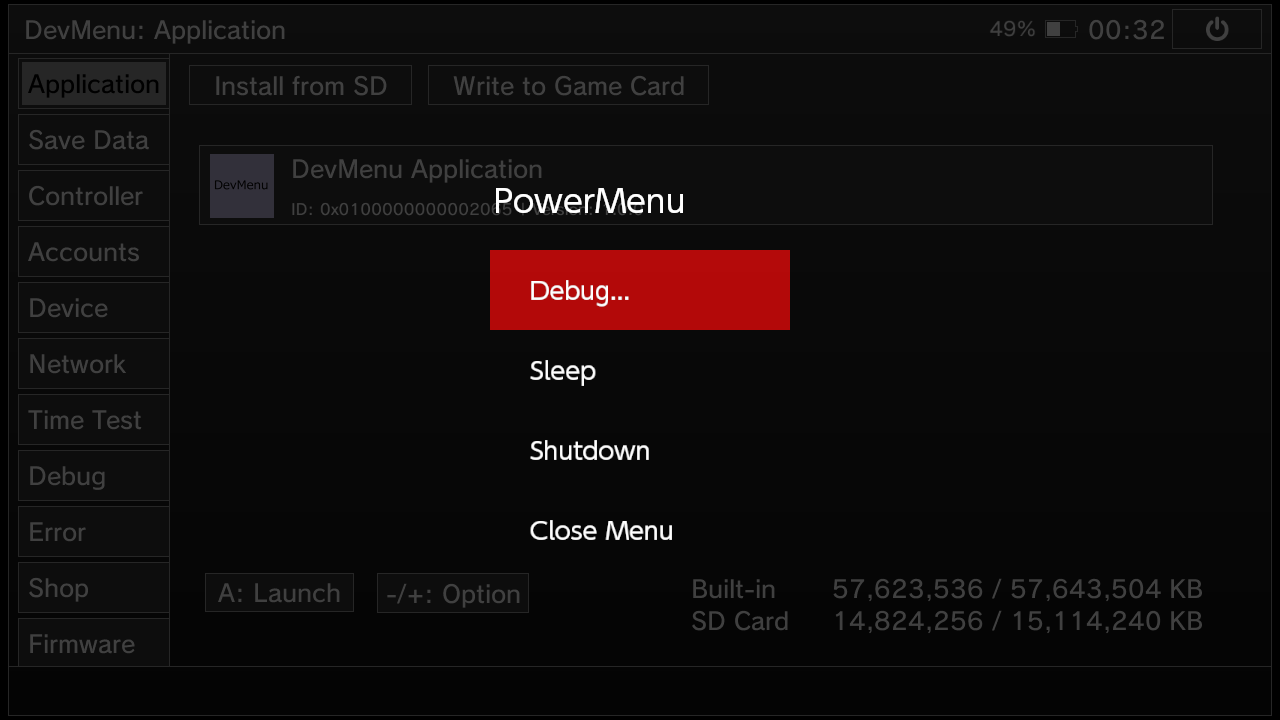 DevMenu: Application
49%
00:32
Application
Save Data
Controller
Accounts
Device
Network
Time Test
Debug
Error
Shop
Firmware
Install from SD
Write to Game Card
DevMenu
DevMenu Application
ID: 0x0100000000002065
PowerMenu
Debug...
Sleep
Shutdown
Close Menu
A: Launch
-/+: Option
Built-in 57,623,536 / 57,643,504 KB
SD Card 14,824,256 / 15,114,240 KB